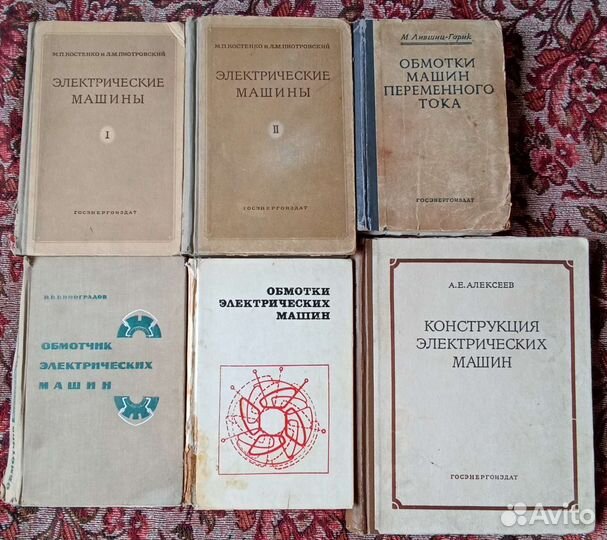 М.П.КОСТЕНКО и Л.М.ПИОТРОВСКИЙ
ЭЛЕКТРИЧЕСКИЕ
МАШИНЫ
I
ГОСЭНЕРГОИЗДАТ
М.П.КОСТЕНКО и Л.М.ПИОТРОВСКИЙ
ЭЛЕКТРИЧЕСКИЕ
МАШИНЫ
II
ГОСЭНЕРГОИЗДАТ
М. Лившиц-Гарик
ОБМОТКИ
МАШИН
ПЕРЕМЕННОГО
ТОКА
ГОСЭНЕРГОИЗДАТ
Н.В.ВИНОГРАДОВ
ОБМОТЧИК
ЭЛЕКТРИЧЕСКИХ
МАШИН
ОБМОТКИ
ЭЛЕКТРИЧЕСКИХ
МАШИН
А.Е.АЛЕКСЕЕВ
КОНСТРУКЦИЯ
ЭЛЕКТРИЧЕСКИХ
МАШИН
ГОСЭНЕРГОИЗДАТ
Avito